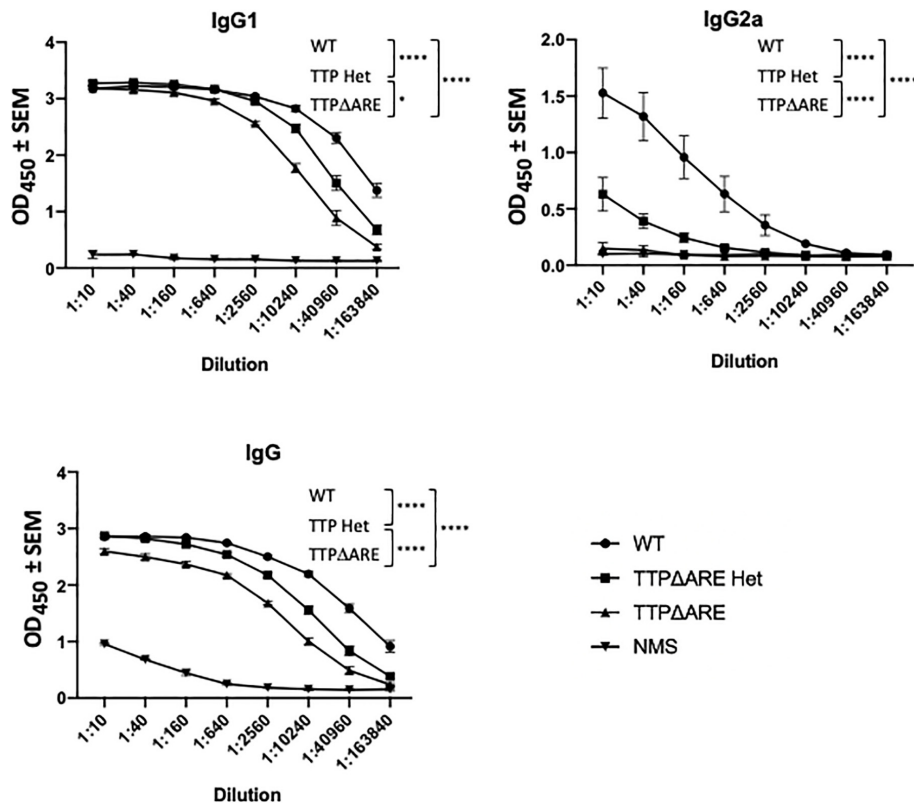 IgG1
OD450 ± SEM
4
3
2
1
0
WT
TTP Het
TTPΔARE
****
*
****
1:10
1:40
1:160
1:640
1:2560
1:10240
1:40960
1:163840
Dilution
IgG2a
OD450 ± SEM
2.0
1.5
1.0
0.5
0.0
WT
TTP Het
TTPΔARE
****
****
****
1:10
1:40
1:160
1:640
1:2560
1:10240
1:40960
1:163840
Dilution
IgG
OD450 ± SEM
4
3
2
1
0
WT
TTP Het
TTPΔARE
****
****
****
1:10
1:40
1:160
1:640
1:2560
1:10240
1:40960
1:163840
Dilution
WT
TTPΔARE Het
TTPΔARE
NMS